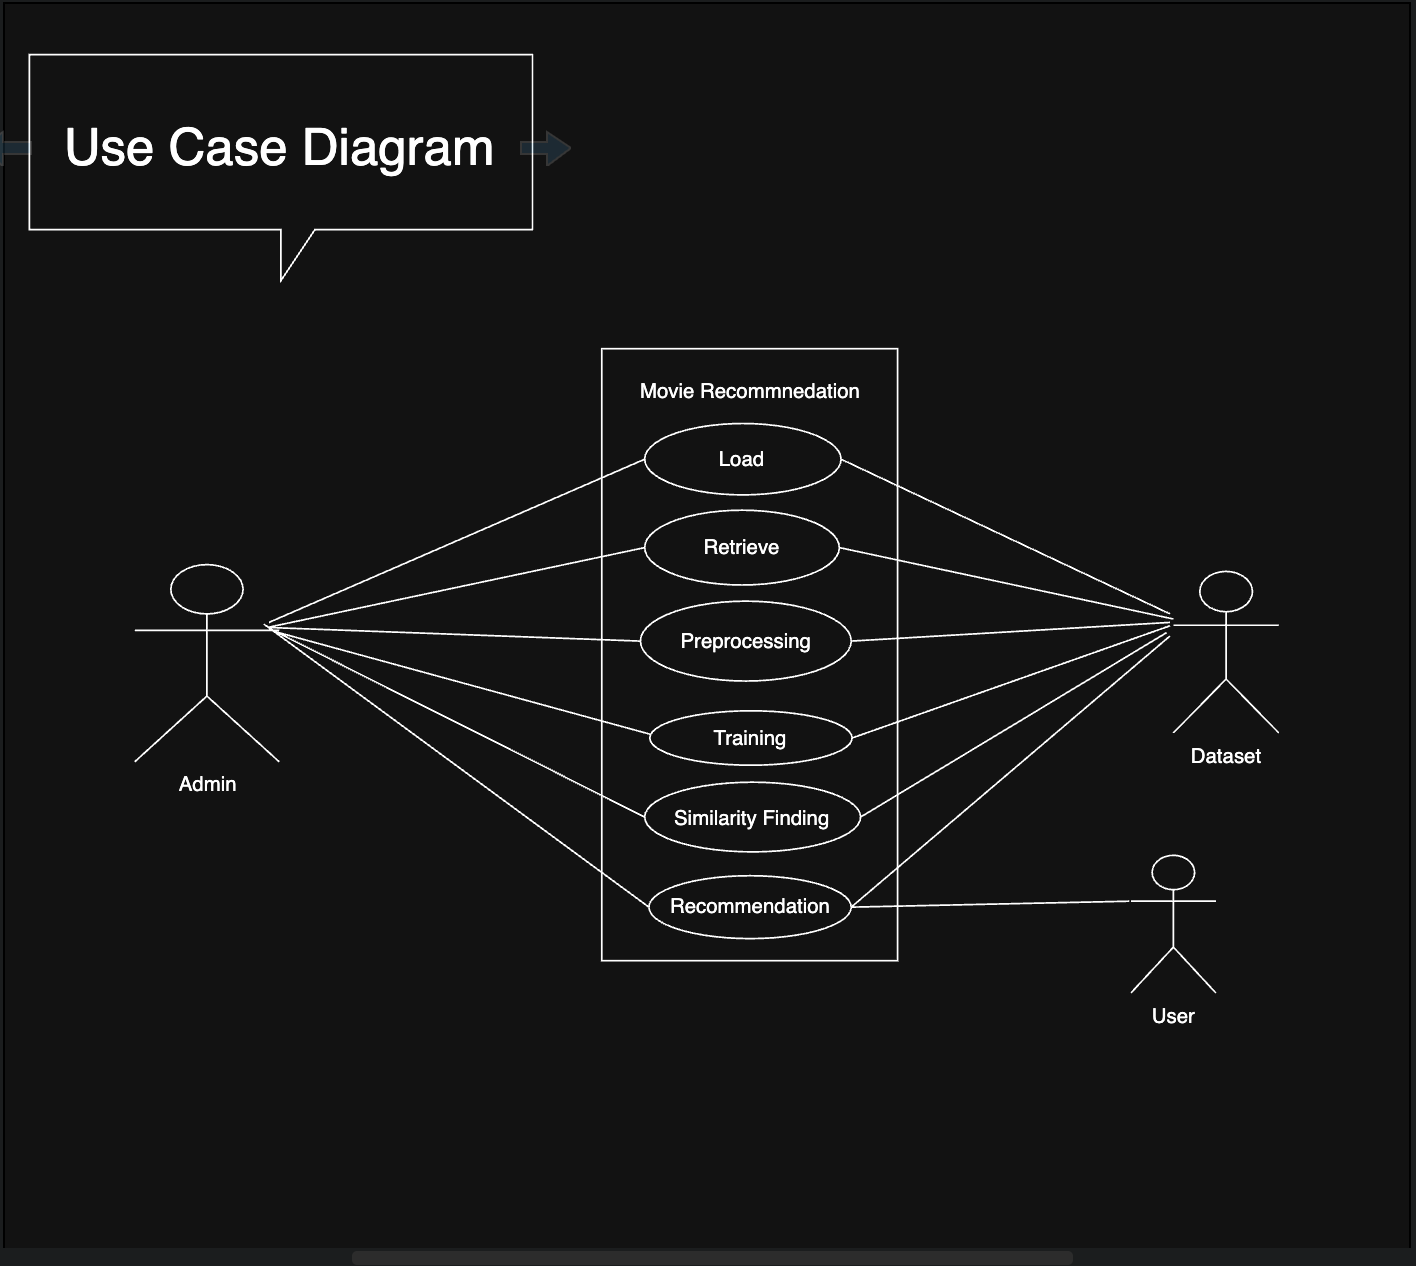 Use Case Diagram
Movie Recommnedation
Load
Retrieve
Preprocessing
Training
Similarity Finding
Recommendation
Admin
Dataset
User